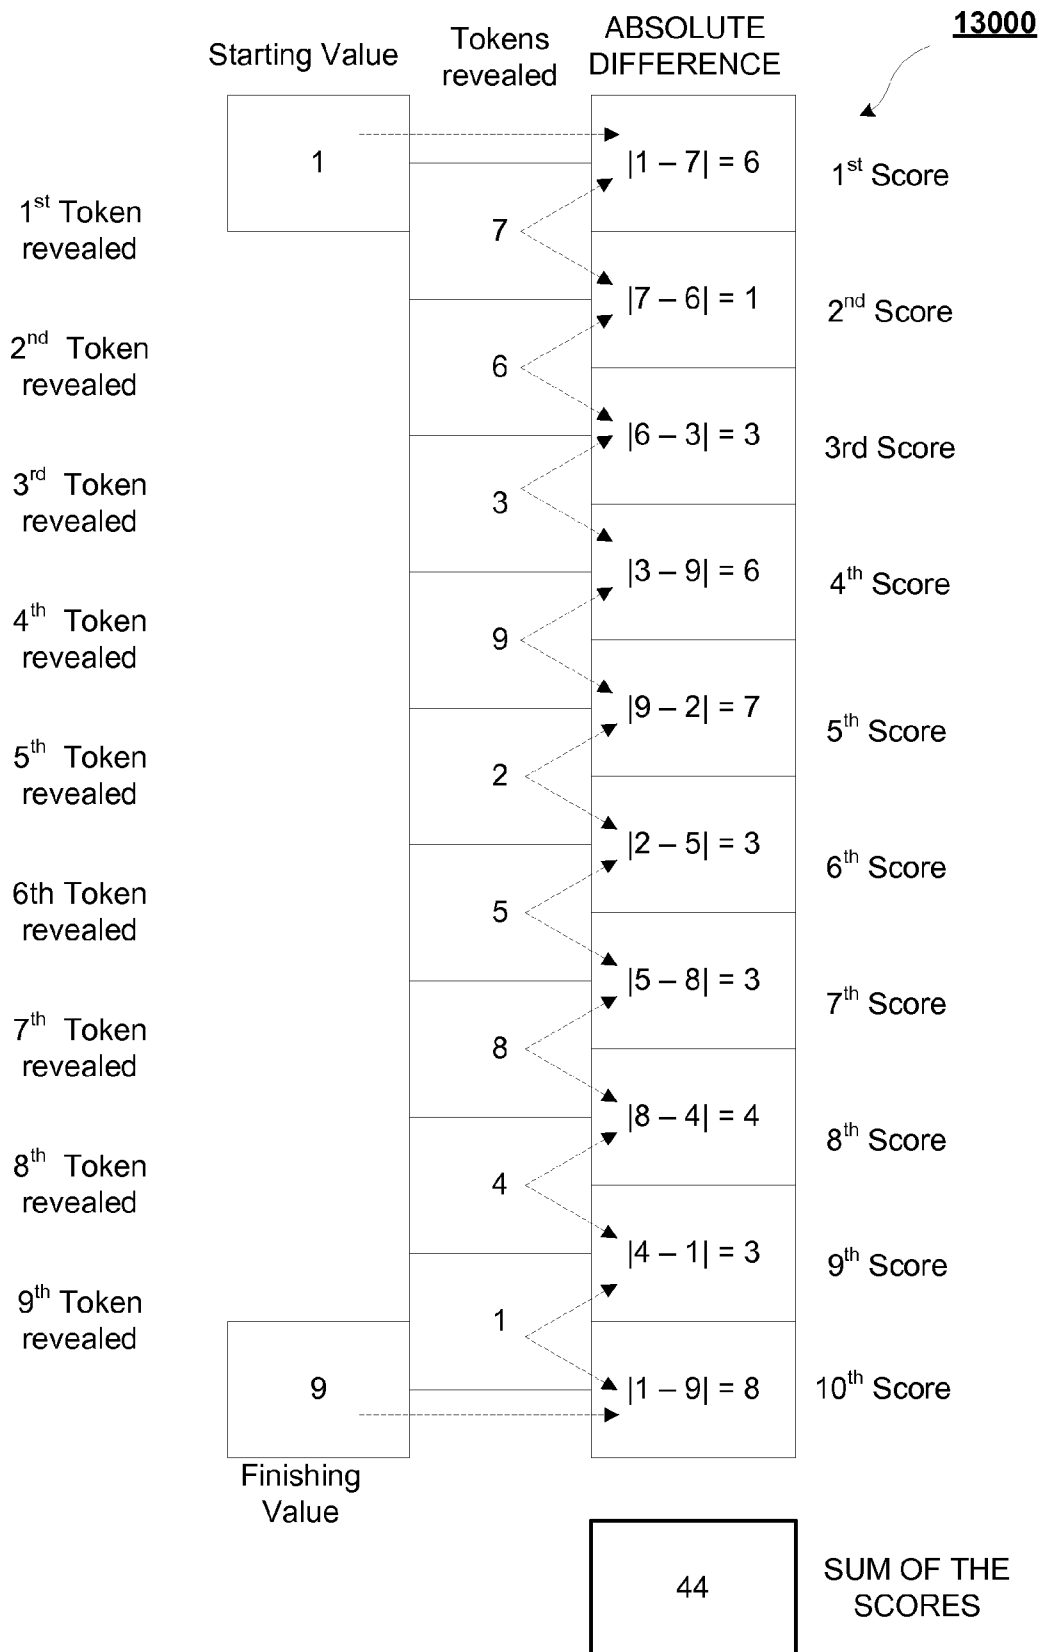 13000
Starting Value
Tokens
revealed
ABSOLUTE
DIFFERENCE
1
|1 – 7| = 6
1st Score
1st Token
revealed
7
|7 – 6| = 1
2nd Score
2nd Token
revealed
6
|6 – 3| = 3
3rd Score
3rd Token
revealed
3
|3 – 9| = 6
4th Score
4th Token
revealed
9
|9 – 2| = 7
5th Score
5th Token
revealed
2
|2 – 5| = 3
6th Score
6th Token
revealed
5
|5 – 8| = 3
7th Score
7th Token
revealed
8
|8 – 4| = 4
8th Score
8th Token
revealed
4
|4 – 1| = 3
9th Score
9th Token
revealed
1
9
|1 – 9| = 8
10th Score
Finishing
Value
44
SUM OF THE
SCORES